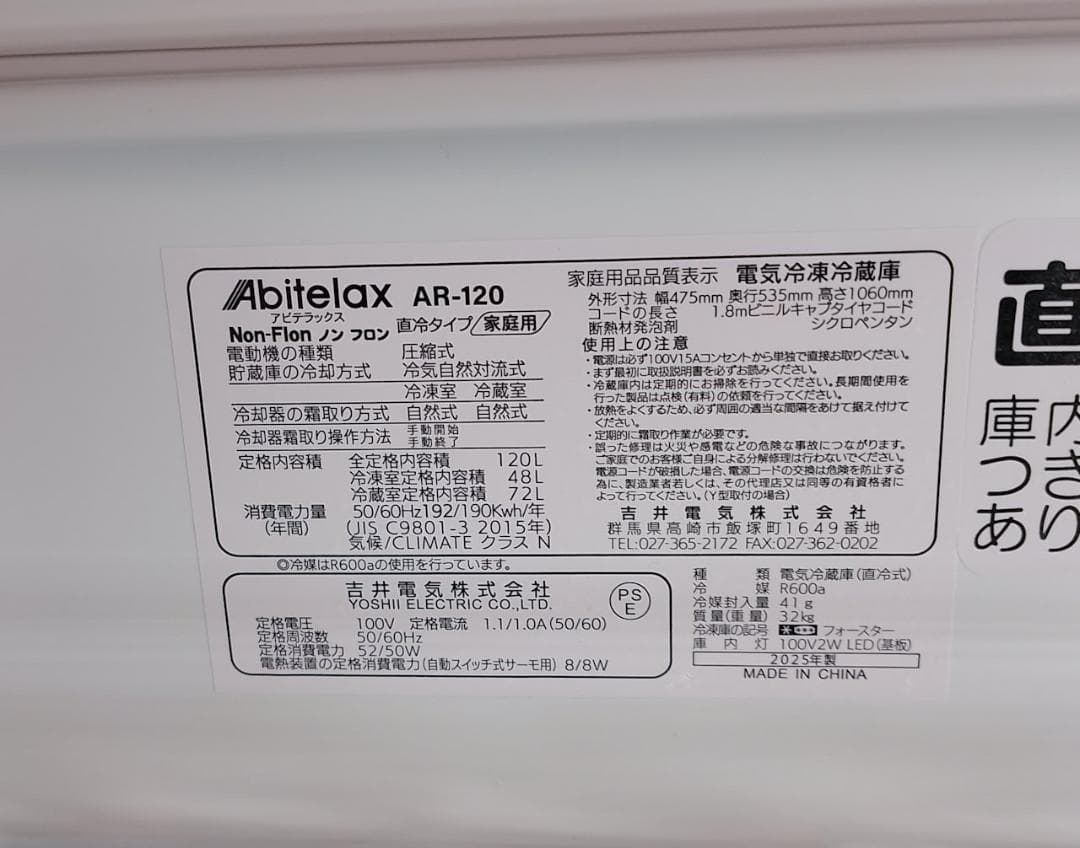 Abitelax AR-120
アビテラックス
Non-Flon ノン フロン 直冷タイプ/家庭用
電動機の種類 圧縮式
貯蔵庫の冷却方式 冷気自然対流式
冷凍室 冷蔵室
冷却器の霜取り方式 自然式 自然式
冷却器霜取り操作方法 手動開始
手動終了
定格内容積 全定格内容積 120L
冷凍室定格内容積 48L
冷蔵室定格内容積 72L
消費電力量 50/60Hz192/190Kwh/年
(年間) (JIS C9801-3 2015年)
気候/CLIMATE クラス N
家庭用品品質表示 電気冷凍冷蔵庫
外形寸法 幅475mm 奥行535mm 高さ1060mm
コードの長さ 1.8mビニルキャブタイヤコード
断熱材発泡剤 シクロペンタン
使用上の注意
・電源は必ず100V15Aコンセントから単独で直接お取りください。
・まず最初に取扱説明を必ずお読みください。
・冷蔵庫内は定期的にお掃除を行ってください。長期間使用を
行った製品は点検(有料)の依頼を行ってください。
・放熱をよくするため、必ず周囲の適当な間隔をあけて据え付けて
ください。
・定期的に霜取り作業が必要です。
・誤った修理は火災や感電などの危険な事故につながります。
ご家庭でのお客様ご自身による分解修理は行わないでください。
電源コードが破損した場合、電源コードの交換は危険を防止する
為に、製造業者若しくは、その代理店又は同等の有資格者に
よって行ってください。(Y型取付の場合)
吉井電気株式会社
群馬県高崎市飯塚町1649番地
TEL:027-365-2172 FAX:027-362-0202
◎冷媒はR600aの使用を行っています。
吉井電気株式会社
YOSHII ELECTRIC CO.,LTD.
PS
E
定格電圧 100V 定格電流 1.1/1.0A(50/60)
定格周波数 50/60Hz
定格消費電力 52/50W
電熱装置の定格消費電力(自動スイッチ式サーモ用) 8/8W
種類 電気冷蔵庫(直冷式)
冷媒 R600a
冷媒封入量 41g
質量(重量) 32kg
冷凍庫の記号 フォースター
庫内灯 100V2W LED(基板)
2025年製
MADE IN CHINA
直
庫内
つき
あり